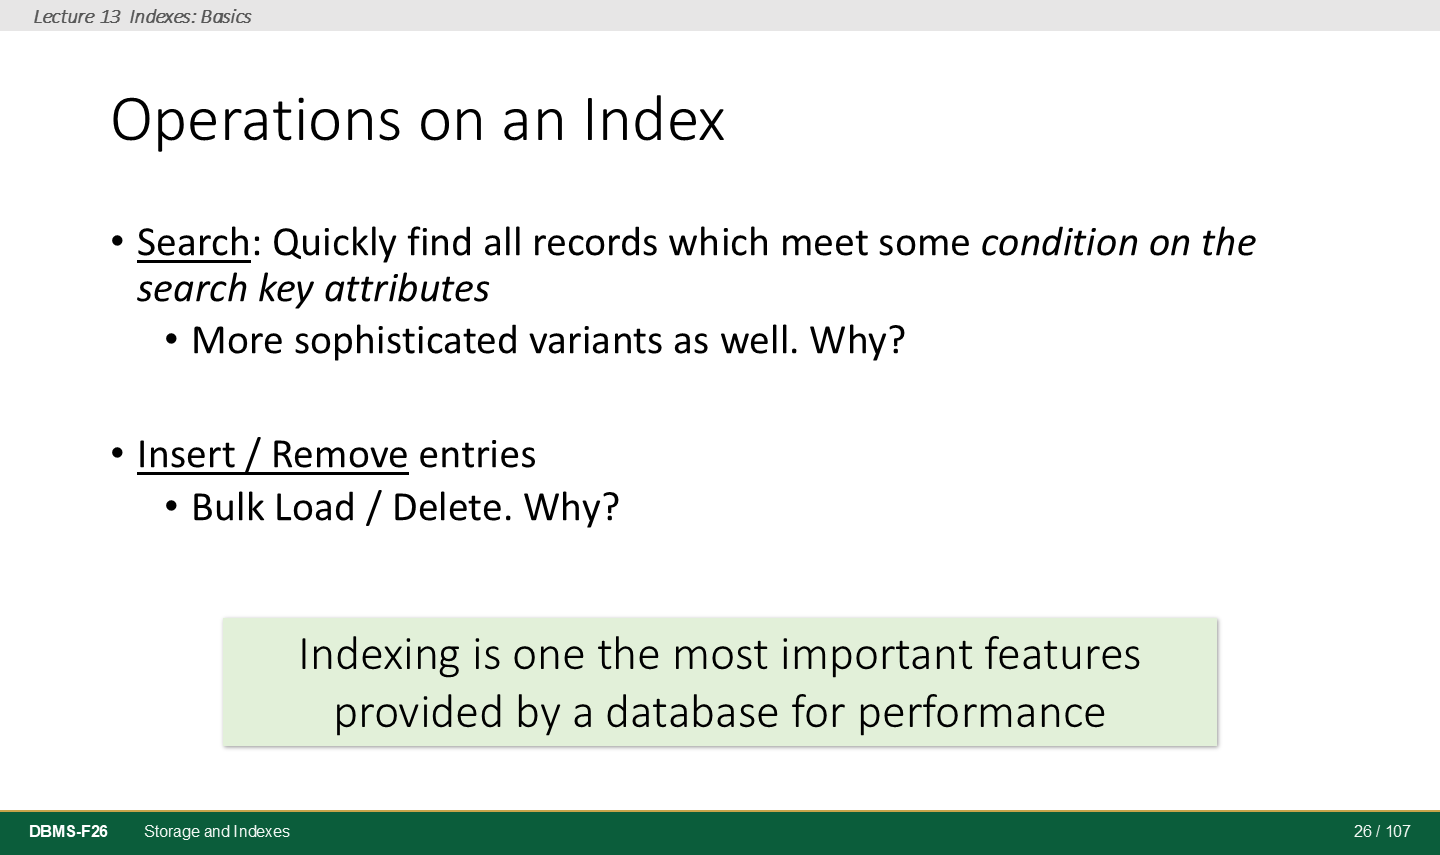 Lecture 13 Indexes: Basics
Operations on an Index
• Search: Quickly find all records which meet some condition on the
search key attributes
• More sophisticated variants as well. Why?
• Insert / Remove entries
• Bulk Load / Delete. Why?
Indexing is one the most important features
provided by a database for performance
DBMS-F26 Storage and Indexes 26 / 107